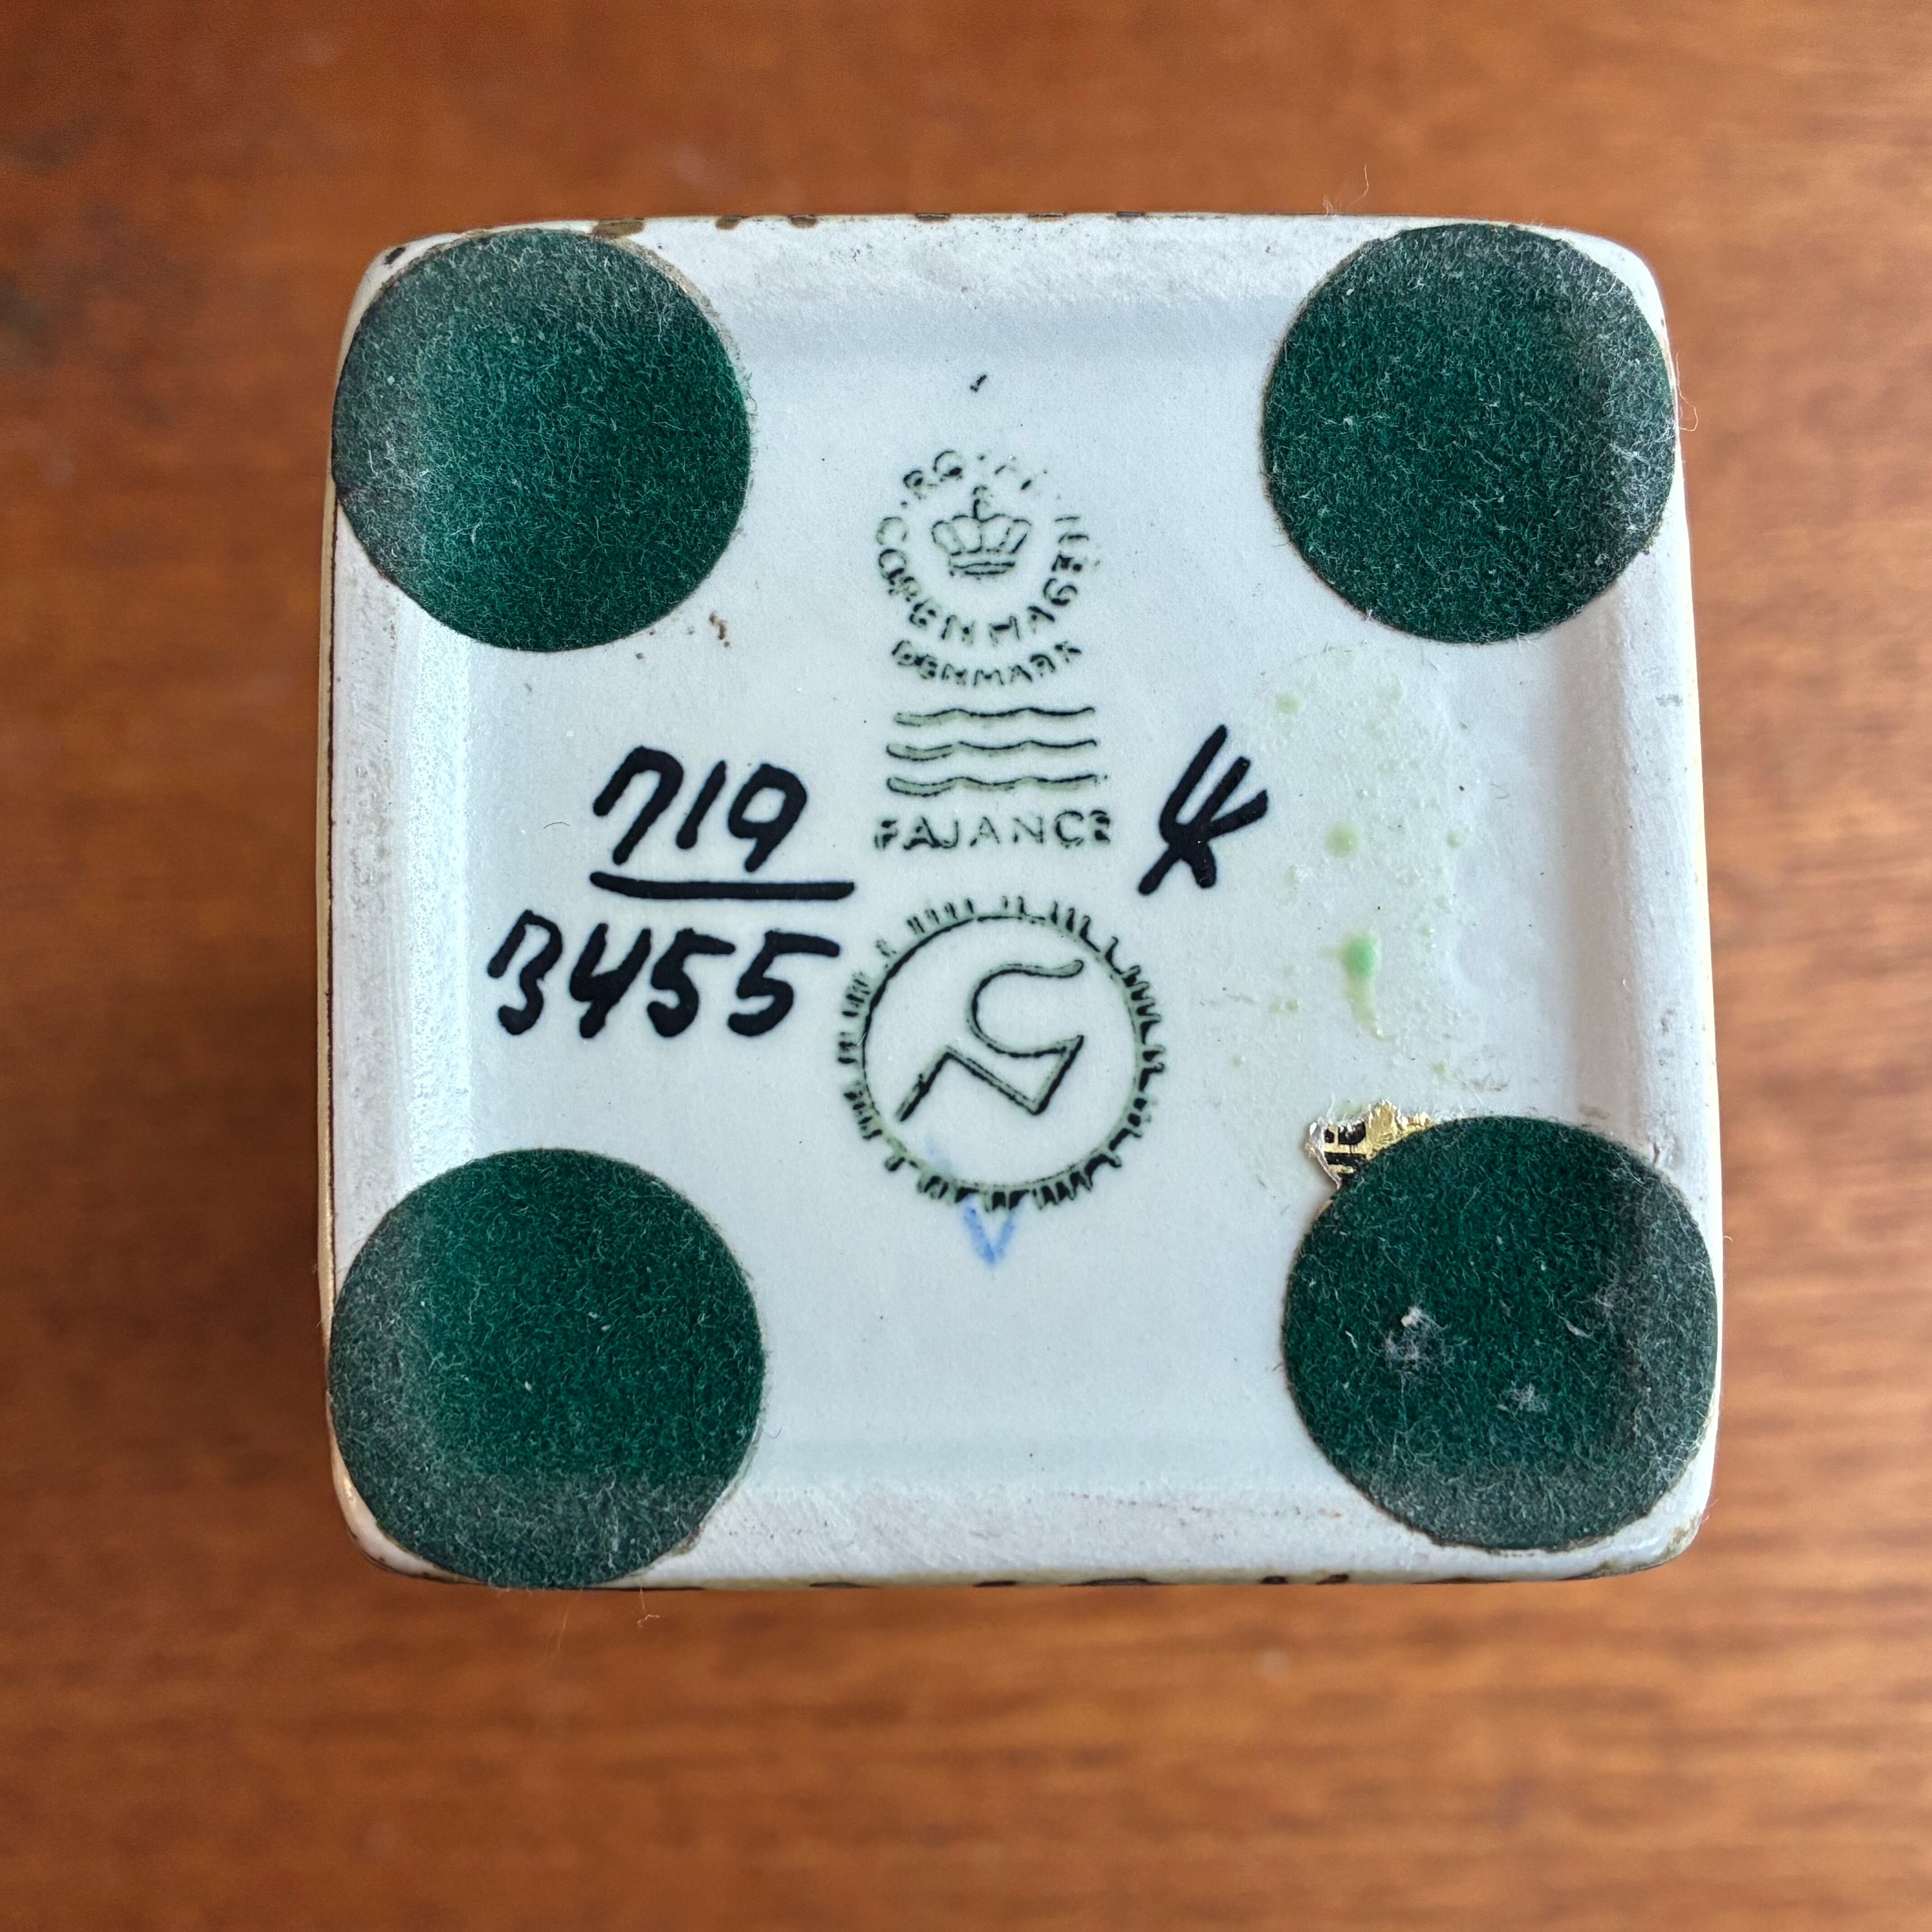 ROYAL
COPENHAGEN
DENMARK
FAJANCE
719
3455